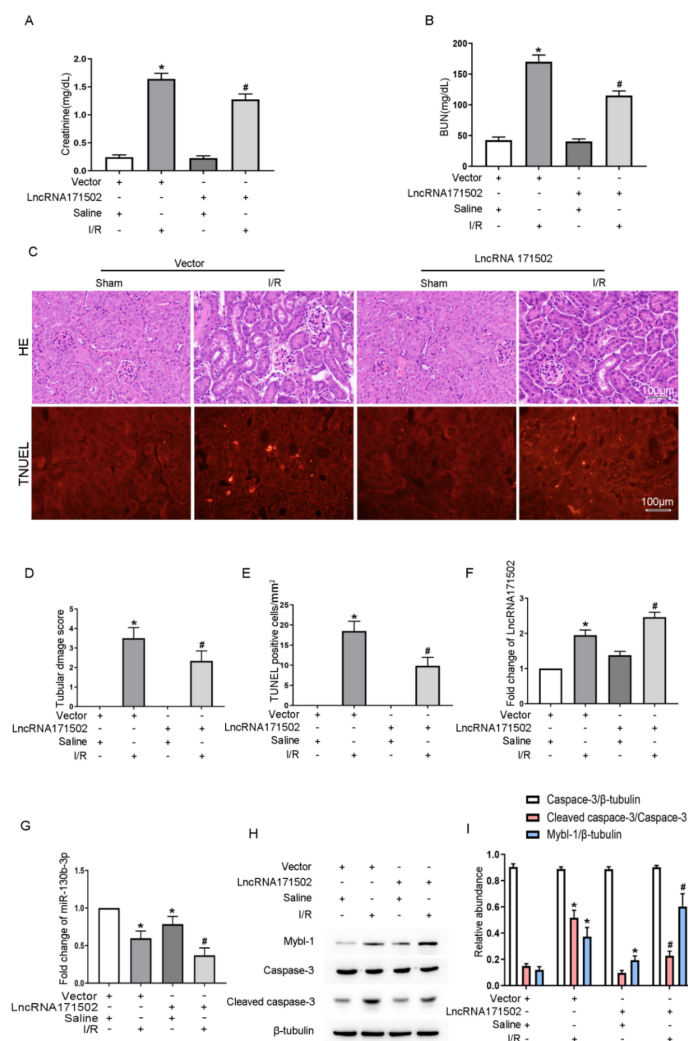 A
Creatinine(mg/dL)
2.0
1.5
1.0
0.5
0.0
*
#
Vector + + - -
LncRNA171502 - - + +
Saline + - + -
I/R - + - +
B
BUN(mg/dL)
200
150
100
50
0
*
#
Vector + + - -
LncRNA171502 - - + +
Saline + - + -
I/R - + - +
C
Vector LncRNA 171502
Sham I/R Sham I/R
HE
100μm
TNUEL
100μm
D
Tubular dmage score
5
4
3
2
1
0
*
#
Vector + + - -
LncRNA171502 - - + +
Saline + - + -
I/R - + - +
E
TUNEL positive cells/mm²
25
20
15
10
5
0
*
#
Vector + + - -
LncRNA171502 - - + +
Saline + - + -
I/R - + - +
F
Fold change of LncRNA171502
3
2
1
0
*
#
Vector + + - -
LncRNA171502 - - + +
Saline + - + -
I/R - + - +
G
Fold change of miR-130b-3p
1.5
1.0
0.5
0.0
* *
#
Vector + + - -
LncRNA171502 - - + +
Saline + - + -
I/R - + - +
H
Vector + + - -
LncRNA171502 - - + +
Saline + - + -
I/R - + - +
Mybl-1
Caspase-3
Cleaved caspase-3
β-tubulin
Caspace-3/β-tubulin
Cleaved caspase-3/Caspase-3
Mybl-1/β-tubulin
I
Relative abundance
1.0
0.8
0.6
0.4
0.2
0.0
* *
*
# #
Vector + + - -
LncRNA171502 - - + +
Saline + - + -
I/R - + - +